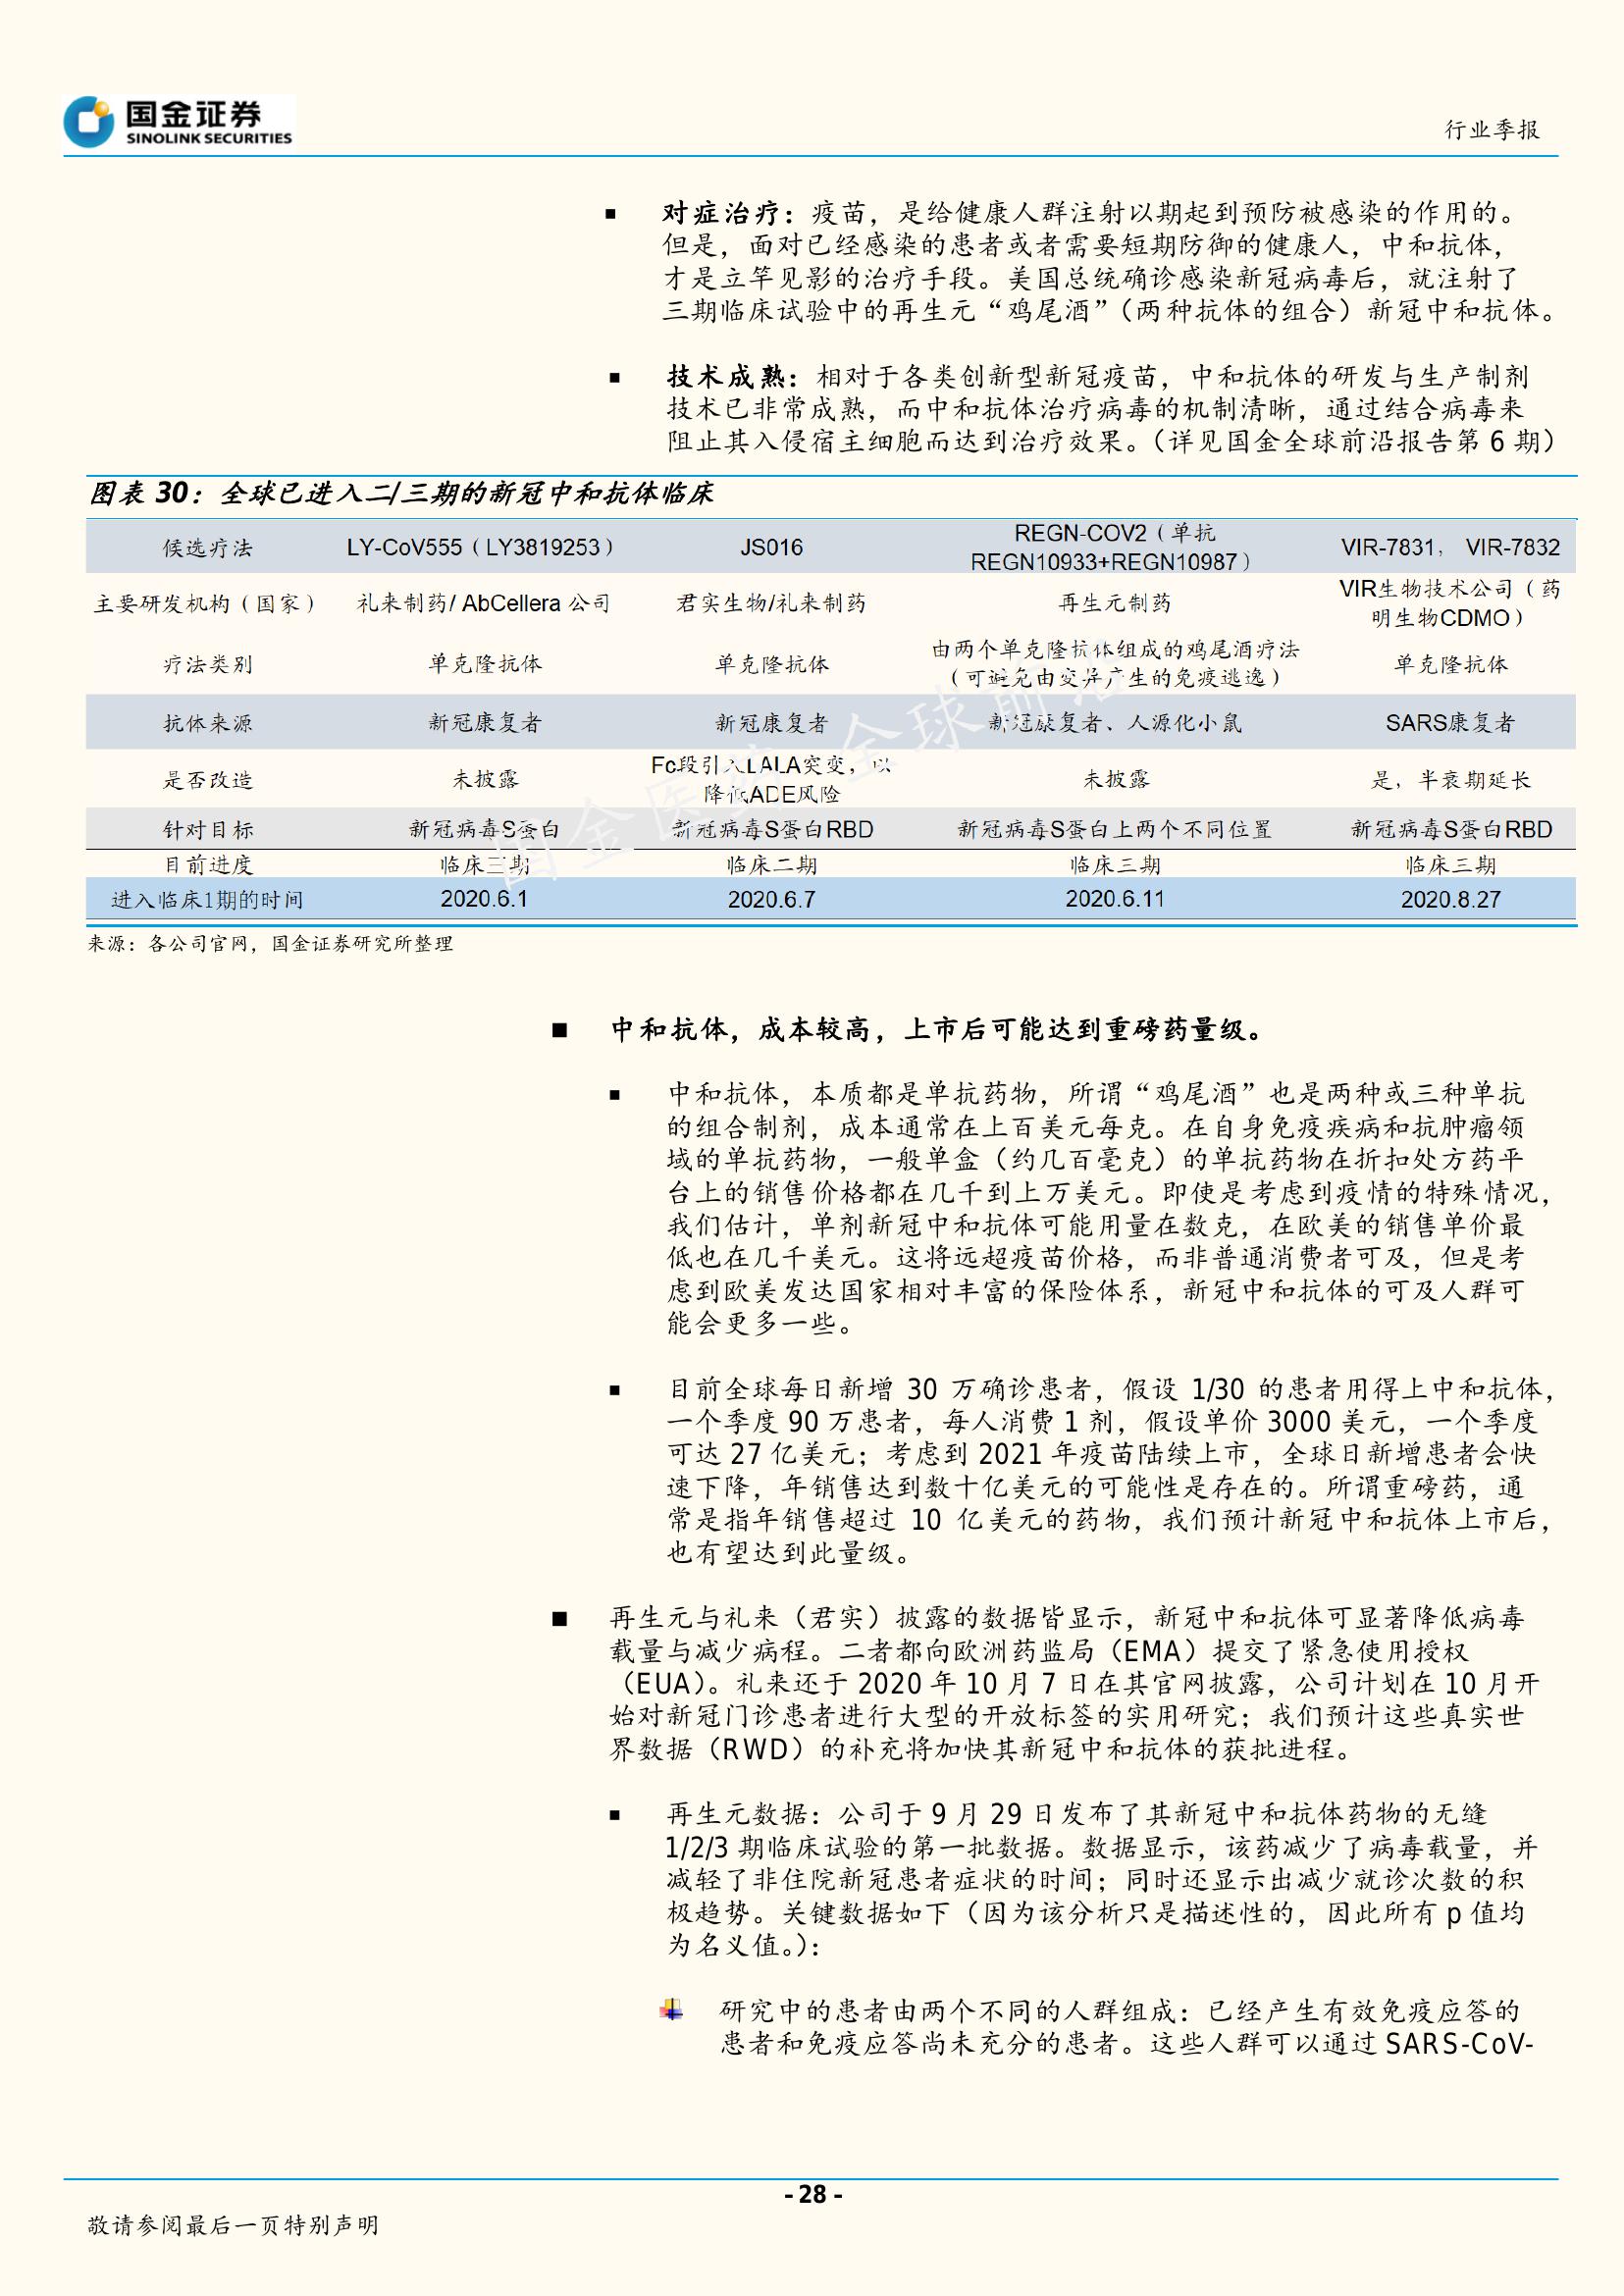 国金证券
SINOLINK SECURITIES
行业季报
▪ 对症治疗：疫苗，是给健康人群注射以期起到预防被感染的作用的。
但是，面对已经感染的患者或者需要短期防御的健康人，中和抗体，
才是立竿见影的治疗手段。美国总统确诊感染新冠病毒后，就注射了
三期临床试验中的再生元“鸡尾酒”（两种抗体的组合）新冠中和抗体。
▪ 技术成熟：相对于各类创新型新冠疫苗，中和抗体的研发与生产制剂
技术已非常成熟，而中和抗体治疗病毒的机制清晰，通过结合病毒来
阻止其入侵宿主细胞而达到治疗效果。（详见国金全球前沿报告第 6 期）
图表 30：全球已进入二/三期的新冠中和抗体临床
候选疗法 LY-CoV555（LY3819253） JS016 REGN-COV2（单抗 REGN10933+REGN10987） VIR-7831， VIR-7832
主要研发机构（国家） 礼来制药/ AbCellera 公司 君实生物/礼来制药 再生元制药 VIR生物技术公司（药明生物CDMO）
疗法类别 单克隆抗体 单克隆抗体 由两个单克隆抗体组成的鸡尾酒疗法（可避免由变异产生的免疫逃逸） 单克隆抗体
抗体来源 新冠康复者 新冠康复者 新冠康复者、人源化小鼠 SARS康复者
是否改造 未披露 Fc段引入LALA突变，以降低ADE风险 未披露 是，半衰期延长
针对目标 新冠病毒S蛋白 新冠病毒S蛋白RBD 新冠病毒S蛋白上两个不同位置 新冠病毒S蛋白RBD
目前进度 临床三期 临床二期 临床三期 临床三期
进入临床1期的时间 2020.6.1 2020.6.7 2020.6.11 2020.8.27
国金医药 全球前沿
来源：各公司官网，国金证券研究所整理
■ 中和抗体，成本较高，上市后可能达到重磅药量级。
▪ 中和抗体，本质都是单抗药物，所谓“鸡尾酒”也是两种或三种单抗
的组合制剂，成本通常在上百美元每克。在自身免疫疾病和抗肿瘤领
域的单抗药物，一般单盒（约几百毫克）的单抗药物在折扣处方药平
台上的销售价格都在几千到上万美元。即使是考虑到疫情的特殊情况，
我们估计，单剂新冠中和抗体可能用量在数克，在欧美的销售单价最
低也在几千美元。这将远超疫苗价格，而非普通消费者可及，但是考
虑到欧美发达国家相对丰富的保险体系，新冠中和抗体的可及人群可
能会更多一些。
▪ 目前全球每日新增 30 万确诊患者，假设 1/30 的患者用得上中和抗体，
一个季度 90 万患者，每人消费 1 剂，假设单价 3000 美元，一个季度
可达 27 亿美元；考虑到 2021 年疫苗陆续上市，全球日新增患者会快
速下降，年销售达到数十亿美元的可能性是存在的。所谓重磅药，通
常是指年销售超过 10 亿美元的药物，我们预计新冠中和抗体上市后，
也有望达到此量级。
■ 再生元与礼来（君实）披露的数据皆显示，新冠中和抗体可显著降低病毒
载量与减少病程。二者都向欧洲药监局（EMA）提交了紧急使用授权
（EUA）。礼来还于 2020 年 10 月 7 日在其官网披露，公司计划在 10 月开
始对新冠门诊患者进行大型的开放标签的实用研究；我们预计这些真实世
界数据（RWD）的补充将加快其新冠中和抗体的获批进程。
▪ 再生元数据：公司于 9 月 29 日发布了其新冠中和抗体药物的无缝
1/2/3 期临床试验的第一批数据。数据显示，该药减少了病毒载量，并
减轻了非住院新冠患者症状的时间；同时还显示出减少就诊次数的积
极趋势。关键数据如下（因为该分析只是描述性的，因此所有 p 值均
为名义值。）：
研究中的患者由两个不同的人群组成：已经产生有效免疫应答的
患者和免疫应答尚未充分的患者。这些人群可以通过 SARS-CoV-
- 28 -
敬请参阅最后一页特别声明